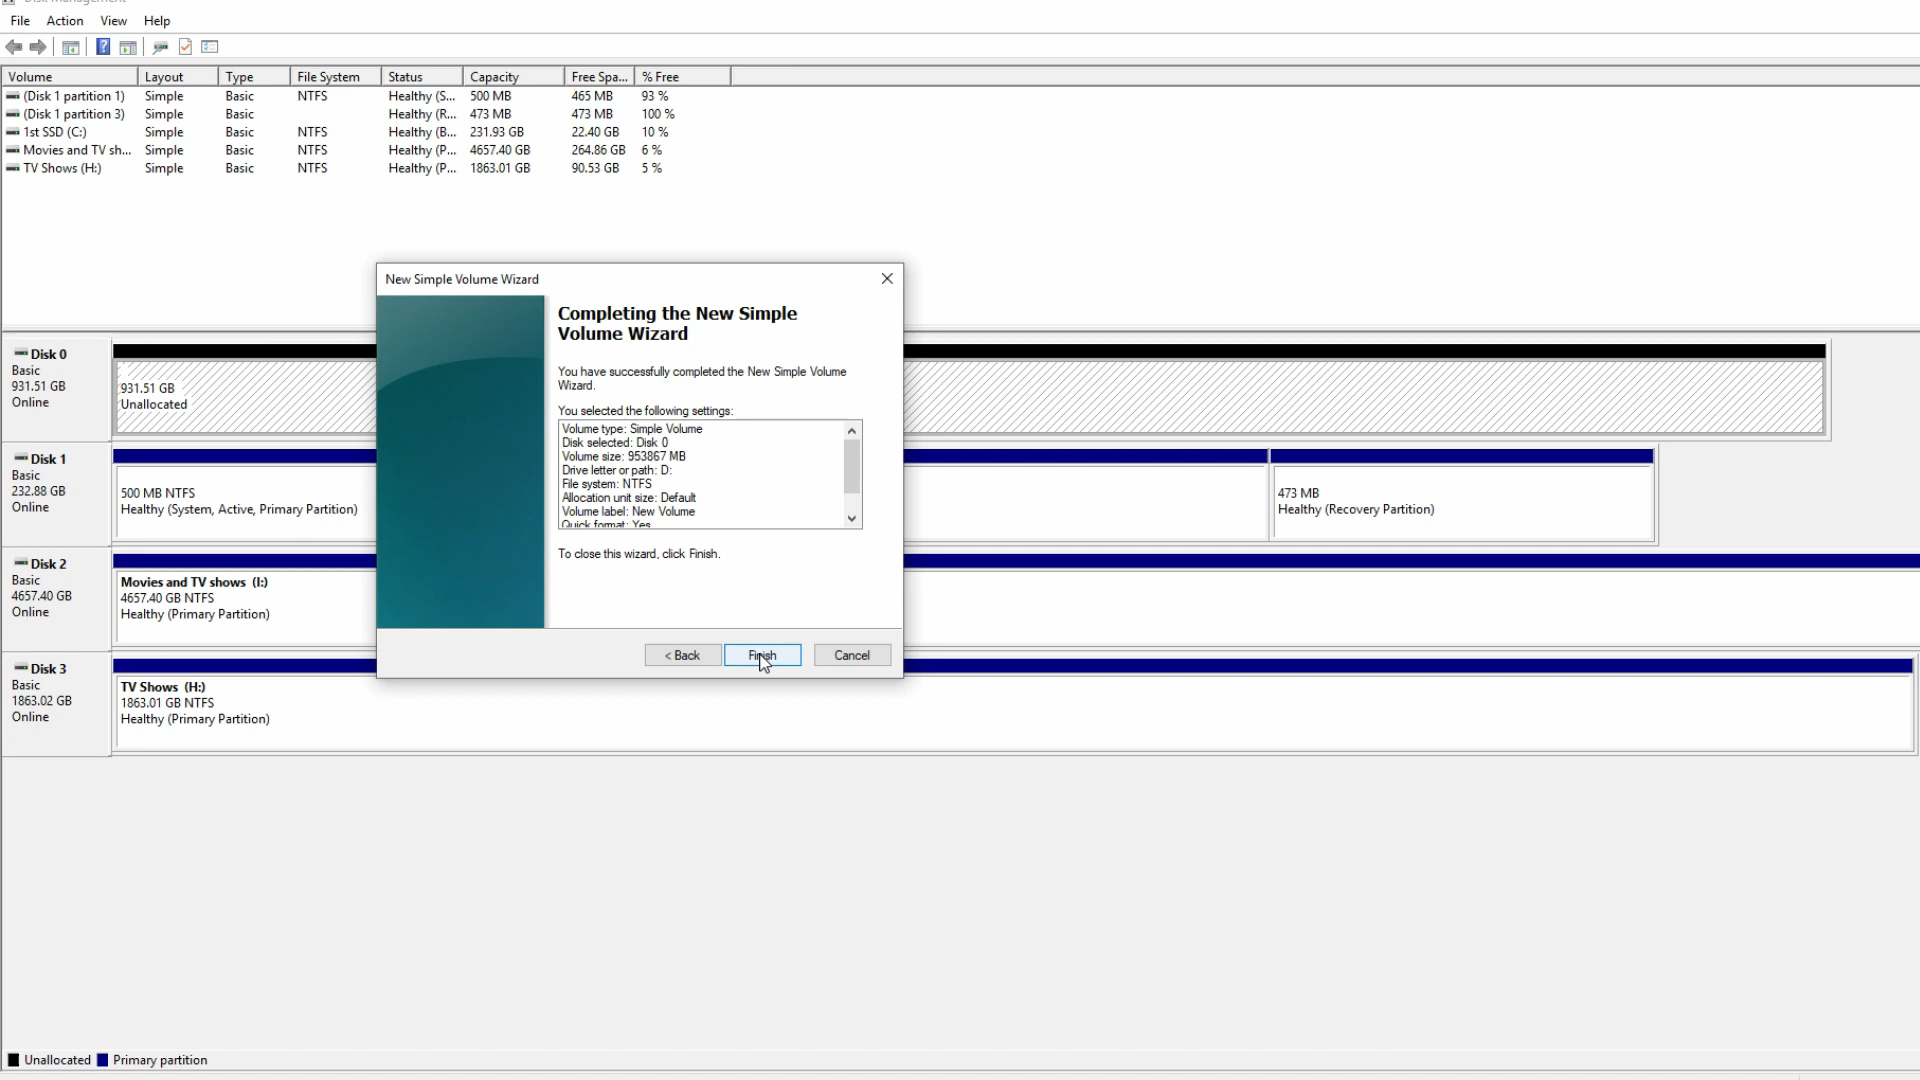 Disk Management
File Action View Help
Volume Layout Type File System Status Capacity Free Spa... % Free
(Disk 1 partition 1) Simple Basic NTFS Healthy (S... 500 MB 465 MB 93 %
(Disk 1 partition 3) Simple Basic Healthy (R... 473 MB 473 MB 100 %
1st SSD (C:) Simple Basic NTFS Healthy (B... 231.93 GB 22.40 GB 10 %
Movies and TV sh... Simple Basic NTFS Healthy (P... 4657.40 GB 264.86 GB 6 %
TV Shows (H:) Simple Basic NTFS Healthy (P... 1863.01 GB 90.53 GB 5 %
New Simple Volume Wizard
Completing the New Simple
Volume Wizard
You have successfully completed the New Simple Volume
Wizard.
You selected the following settings:
Volume type: Simple Volume
Disk selected: Disk 0
Volume size: 953867 MB
Drive letter or path: D:
File system: NTFS
Allocation unit size: Default
Volume label: New Volume
Quick format: Yes
To close this wizard, click Finish.
< Back Finish Cancel
Disk 0
Basic
931.51 GB
Online
931.51 GB
Unallocated
Disk 1
Basic
232.88 GB
Online
500 MB NTFS
Healthy (System, Active, Primary Partition)
473 MB
Healthy (Recovery Partition)
Disk 2
Basic
4657.40 GB
Online
Movies and TV shows (I:)
4657.40 GB NTFS
Healthy (Primary Partition)
Disk 3
Basic
1863.02 GB
Online
TV Shows (H:)
1863.01 GB NTFS
Healthy (Primary Partition)
Unallocated Primary partition